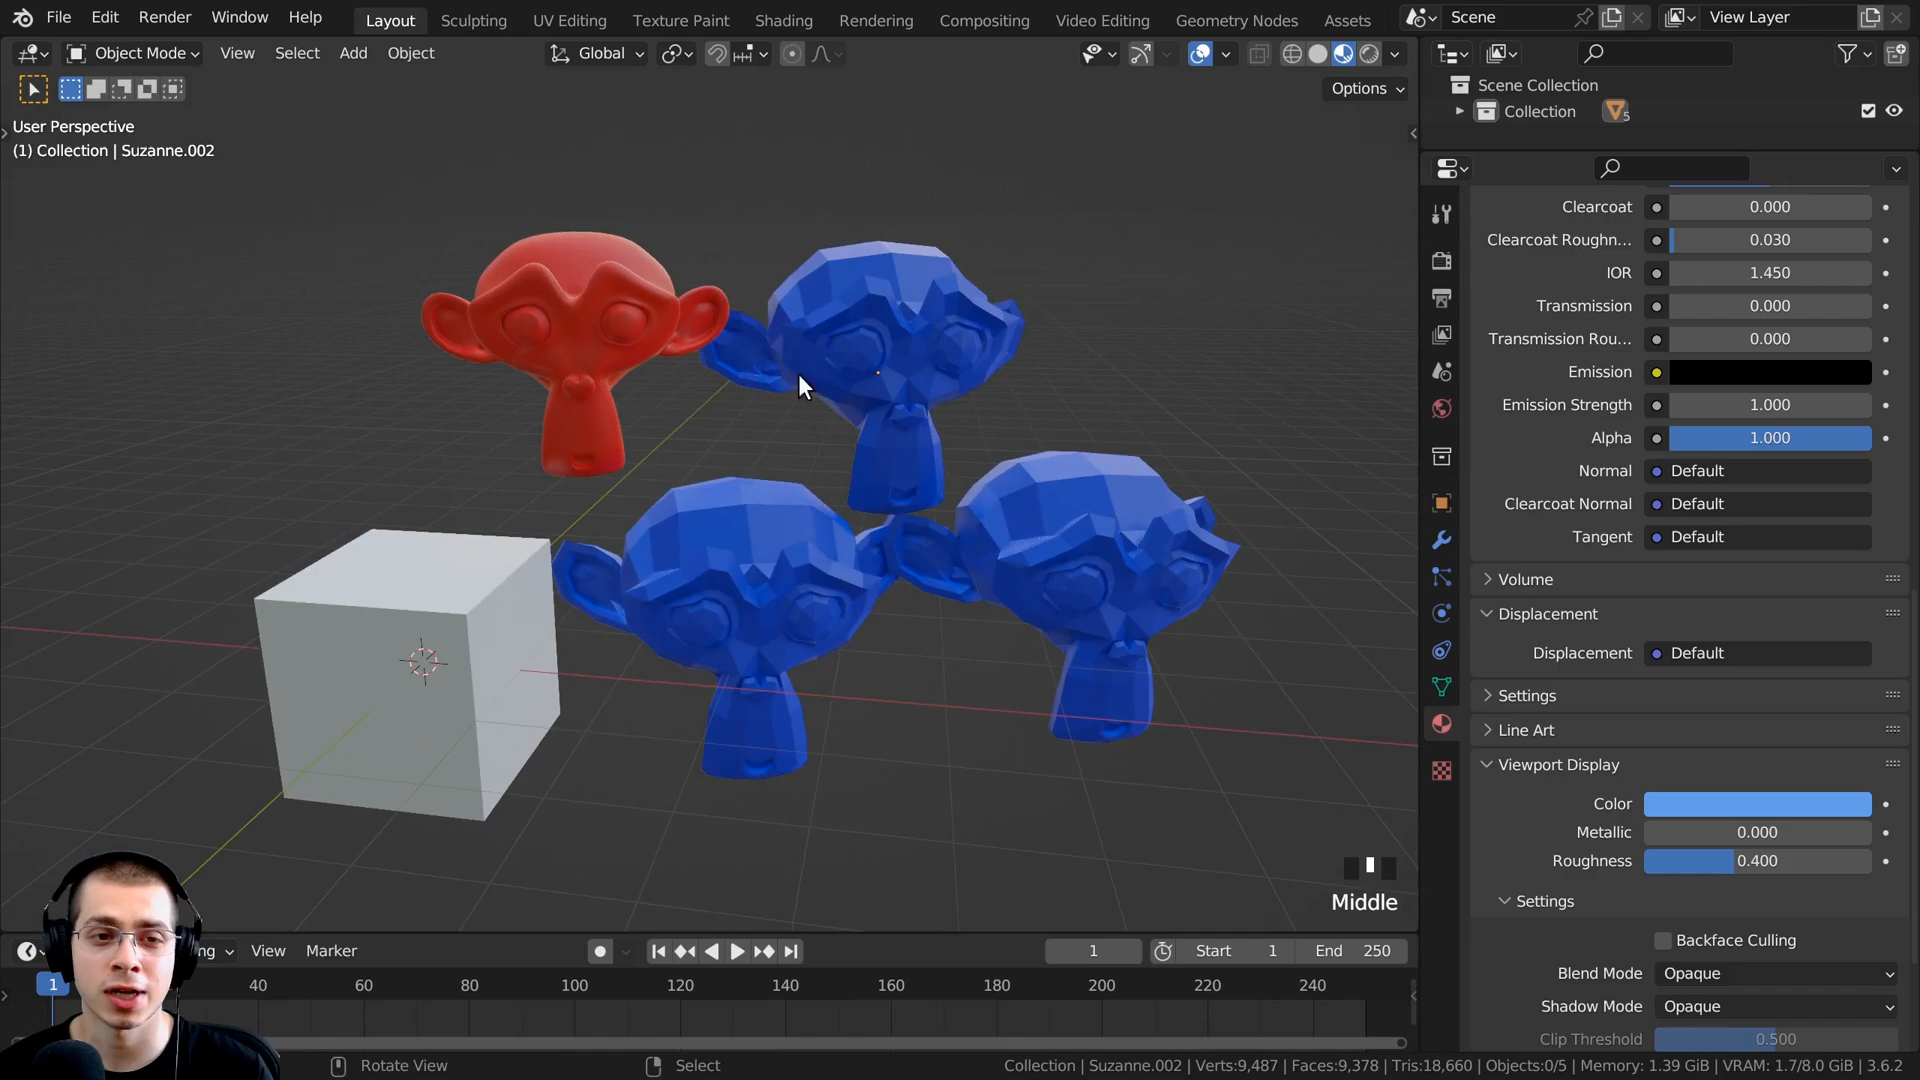 File Edit Render Window Help Layout Sculpting UV Editing Texture Paint Shading Rendering Compositing Video Editing Geometry Nodes Assets Scene View Layer
Object Mode View Select Add Object Global
Options
User Perspective
(1) Collection | Suzanne.002
Scene Collection
Collection 5
Clearcoat 0.000
Clearcoat Roughn... 0.030
IOR 1.450
Transmission 0.000
Transmission Rou... 0.000
Emission
Emission Strength 1.000
Alpha 1.000
Normal Default
Clearcoat Normal Default
Tangent Default
Volume
Displacement
Displacement Default
Settings
Line Art
Viewport Display
Color
Metallic 0.000
Roughness 0.400
Settings
Backface Culling
Blend Mode Opaque
Shadow Mode Opaque
Clip Threshold 0.500
Middle
ng View Marker 1 Start 1 End 250
1 40 60 80 100 120 140 160 180 200 220 240
Rotate View Select Collection | Suzanne.002 | Verts:9,487 | Faces:9,378 | Tris:18,660 | Objects:0/5 | Memory: 1.39 GiB | VRAM: 1.7/8.0 GiB | 3.6.2